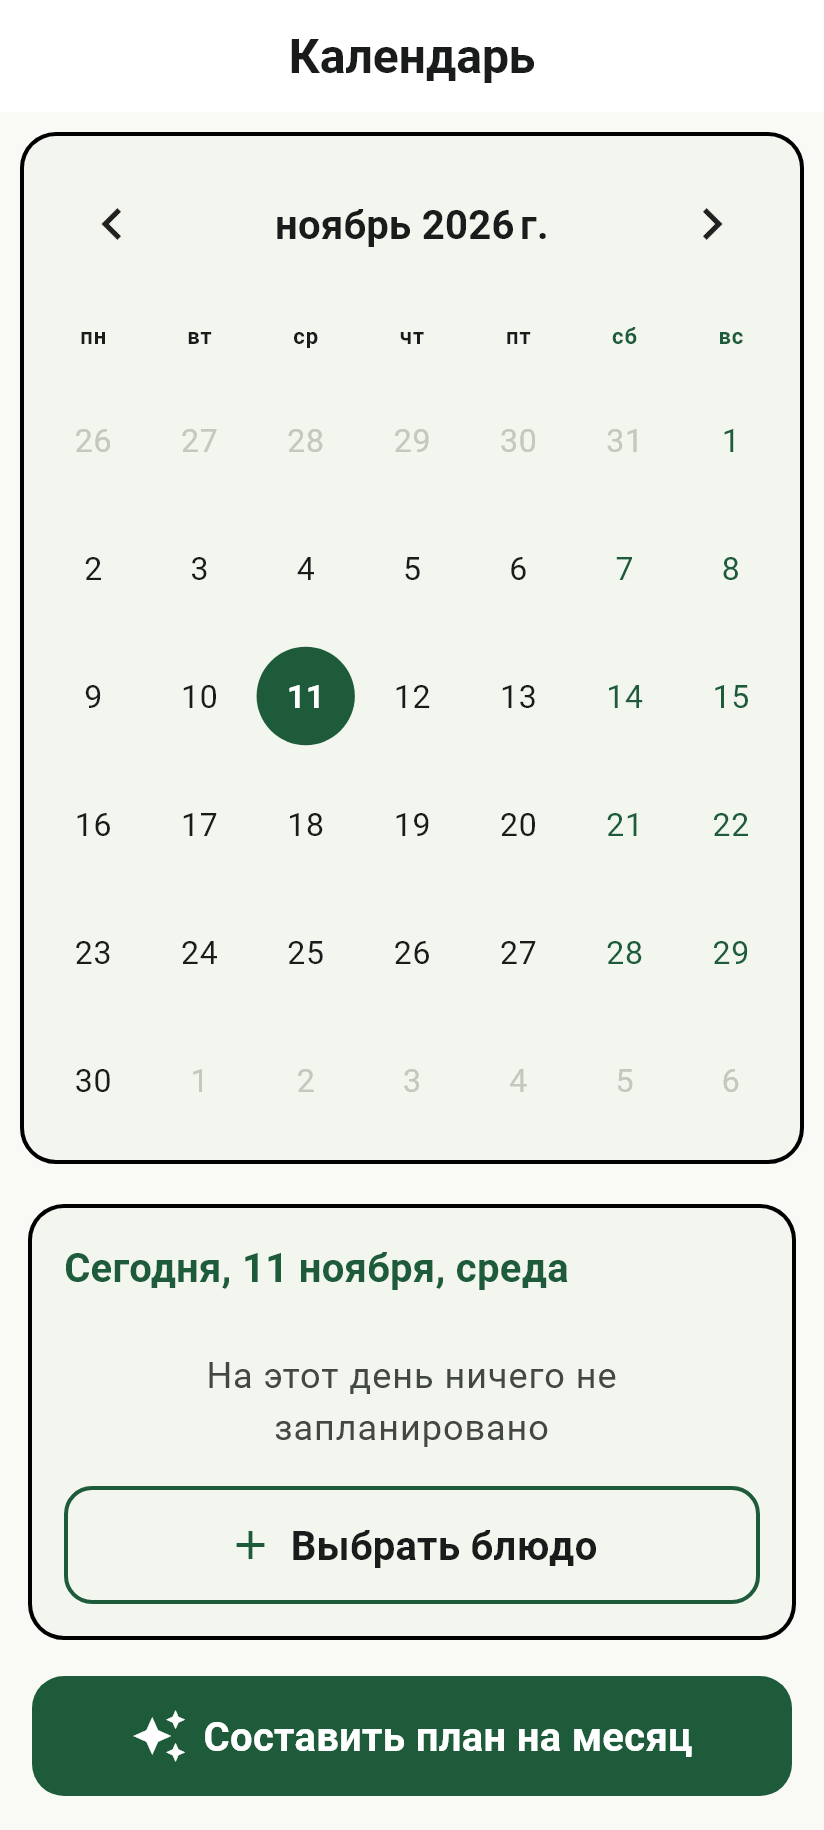 Календарь
ноябрь 2026 г.
пн вт ср чт пт сб вс
26 27 28 29 30 31 1
2 3 4 5 6 7 8
9 10 11 12 13 14 15
16 17 18 19 20 21 22
23 24 25 26 27 28 29
30 1 2 3 4 5 6
Сегодня, 11 ноября, среда
На этот день ничего не
запланировано
+ Выбрать блюдо
Составить план на месяц